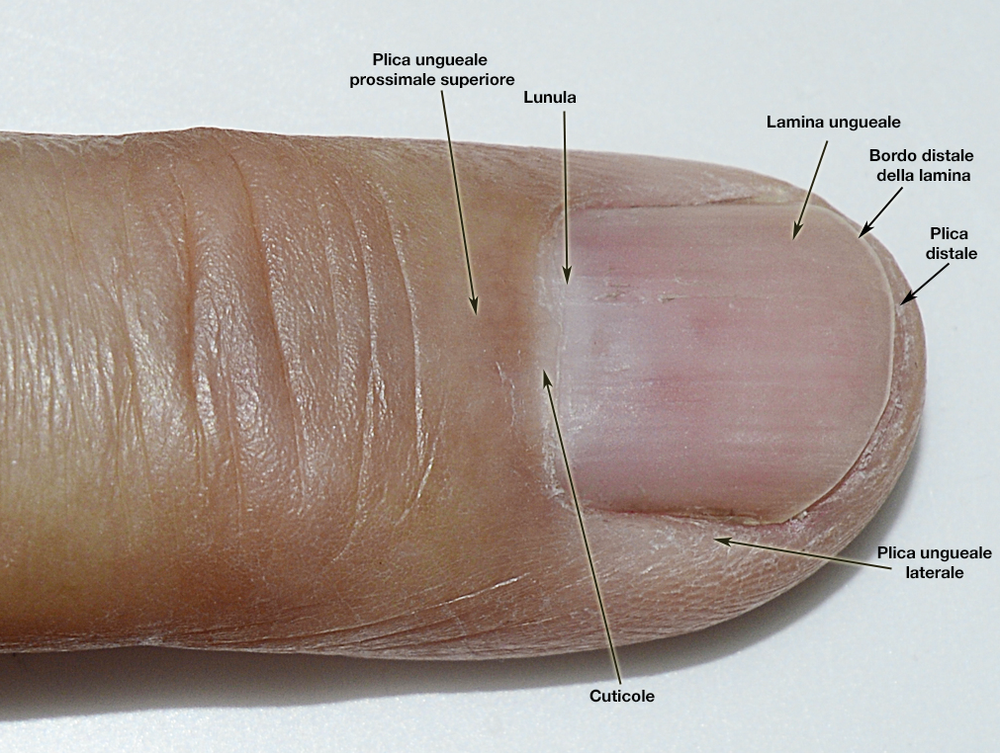 Plica ungueale
prossimale superiore
Lunula
Lamina ungueale
Bordo distale
della lamina
Plica
distale
Plica ungueale
laterale
Cuticole